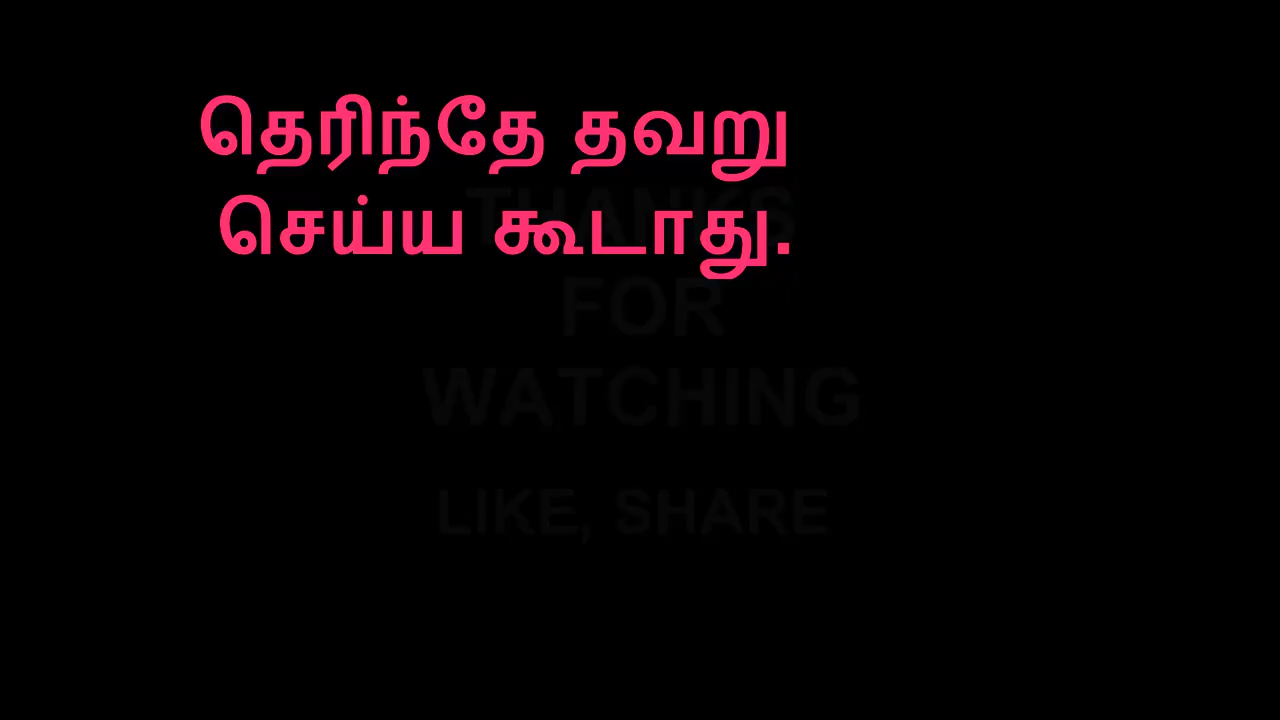 தெரிந்தே தவறு
செய்ய கூடாது.
THANKS
FOR
WATCHING
LIKE, SHARE